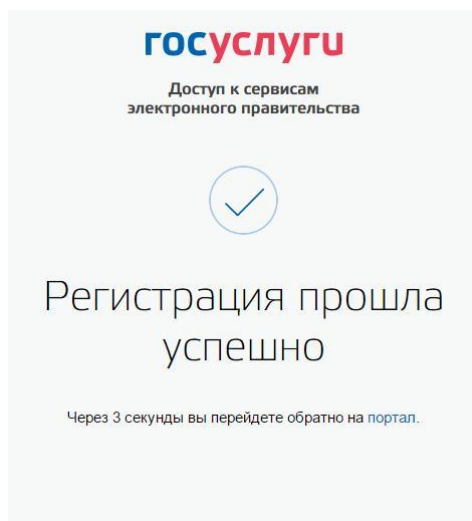 госуслуги
Доступ к сервисам
электронного правительства
Регистрация прошла
успешно
Через 3 секунды вы перейдете обратно на портал.